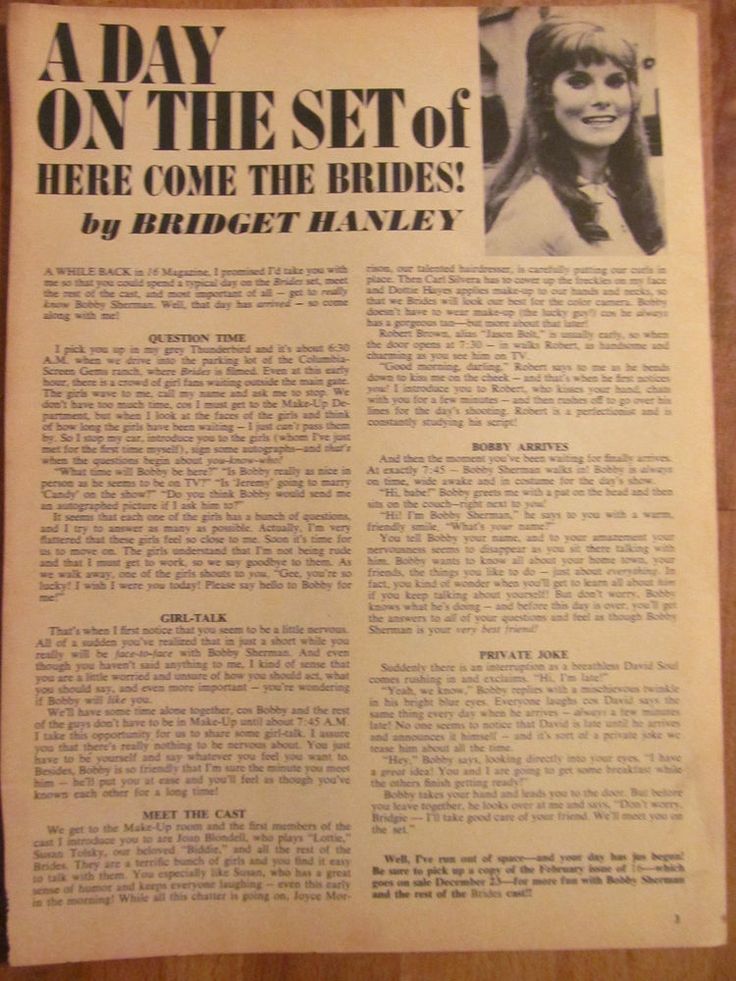 A DAY
ON THE SET of
HERE COME THE BRIDES!
by BRIDGET HANLEY
A WHILE BACK in 16 Magazine, I promised I'd take you with
me so that you could spend a typical day on the Brides set, meet
the rest of the cast, and most important of all — get to really
know Bobby Sherman. Well, that day has arrived — so come
along with me!
QUESTION TIME
I pick you up in my grey Thunderbird and it's about 6:30
A.M. when we drive into the parking lot of the Columbia-
Screen Gems ranch, where Brides is filmed. Even at this early
hour, there is a crowd of girl fans waiting outside the main gate.
The girls wave to me, call my name and ask me to stop. We
don't have too much time, cos I must get to the Make-Up De-
partment, but when I look at the faces of the girls and think
of how long the girls have been waiting — I just can't pass them
by. So I stop my car, introduce you to the girls (whom I've just
met for the first time myself), sign some autographs—and that's
when the questions begin about you-know-who!
"What time will Bobby be here?" "Is Bobby really as nice in
person as he seems to be on TV?" "Is 'Jeremy' going to marry
'Candy' on the show?" "Do you think Bobby would send me
an autographed picture if I ask him to?"
It seems that each one of the girls has a bunch of questions,
and I try to answer as many as possible. Actually, I'm very
flattered that these girls feel so close to me. Soon it's time for
us to move on. The girls understand that I'm not being rude
and that I must get to work, so we say goodbye to them. As
we walk away, one of the girls shouts to you, "Gee, you're so
lucky! I wish I were you today! Please say hello to Bobby for
me!"
GIRL-TALK
That's when I first notice that you seem to be a little nervous.
All of a sudden you've realized that in just a short while you
really will be face-to-face with Bobby Sherman. And even
though you haven't said anything to me, I kind of sense that
you are a little worried and unsure of how you should act, what
you should say, and even more important — you're wondering
if Bobby will like you.
We'll have some time alone together, cos Bobby and the rest
of the guys don't have to be in Make-Up until about 7:45 A.M.
I take this opportunity for us to share some girl-talk. I assure
you that there's really nothing to be nervous about. You just
have to be yourself and say whatever you feel you want to.
Besides, Bobby is so friendly that I'm sure the minute you meet
him — he'll put you at ease and you'll feel as though you've
known each other for a long time!
MEET THE CAST
We get to the Make-Up room and the first members of the
cast I introduce you to are Joan Blondell, who plays "Lottie,"
Susan Tolsky, our beloved "Biddie," and all the rest of the
Brides. They are a terrific bunch of girls and you find it easy
to talk with them. You especially like Susan, who has a great
sense of humor and keeps everyone laughing — even this early
in the morning! While all this chatter is going on, Joyce Mor-
rison, our talented hairdresser, is carefully putting our curls in
place. Then Carl Silvera has to cover up the freckles on my face
and Dottie Hayes applies make-up to our hands and necks, so
that we Brides will look our best for the color camera. Bobby
doesn't have to wear make-up (the lucky guy!) cos he always
has a gorgeous tan—but more about that later!
Robert Brown, alias "Jason Bolt," is usually early, so when
the door opens at 7:30 — in walks Robert, as handsome and
charming as you see him on TV.
"Good morning, darling," Robert says to me as he bends
down to kiss me on the cheek — and that's when he first notices
you! I introduce you to Robert, who kisses your hand, chats
with you for a few minutes — and then rushes off to go over his
lines for the day's shooting. Robert is a perfectionist and is
constantly studying his script!
BOBBY ARRIVES
And then the moment you've been waiting for finally arrives.
At exactly 7:45 — Bobby Sherman walks in! Bobby is always
on time, wide awake and in costume for the day's show.
"Hi, babe!" Bobby greets me with a pat on the head and then
sits on the couch—right next to you!
"Hi! I'm Bobby Sherman," he says to you with a warm,
friendly smile. "What's your name?"
You tell Bobby your name, and to your amazement your
nervousness seems to disappear as you sit there talking with
him. Bobby wants to know all about your home town, your
friends, the things you like to do — just about everything. In
fact, you kind of wonder when you'll get to learn all about him
if you keep talking about yourself! But don't worry, Bobby
knows what he's doing — and before this day is over, you'll get
the answers to all of your questions and feel as though Bobby
Sherman is your very best friend!
PRIVATE JOKE
Suddenly there is an interruption as a breathless David Soul
comes rushing in and exclaims, "Hi, I'm late!"
"Yeah, we know," Bobby replies with a mischievous twinkle
in his bright blue eyes. Everyone laughs cos David says the
same thing every day when he arrives — always a few minutes
late! No one seems to notice that David is late until he arrives
and announces it himself — and it's sort of a private joke we
tease him about all the time.
"Hey," Bobby says, looking directly into your eyes, "I have
a great idea! You and I are going to get some breakfast while
the others finish getting ready!"
Bobby takes your hand and leads you to the door. But before
you leave together, he looks over at me and says, "Don't worry,
Bridgie — I'll take good care of your friend. We'll meet you on
the set."
Well, I've run out of space—and your day has jus begun!
Be sure to pick up a copy of the February issue of 16—which
goes on sale December 23—for more fun with Bobby Sherman
and the rest of the Brides cast!!
3